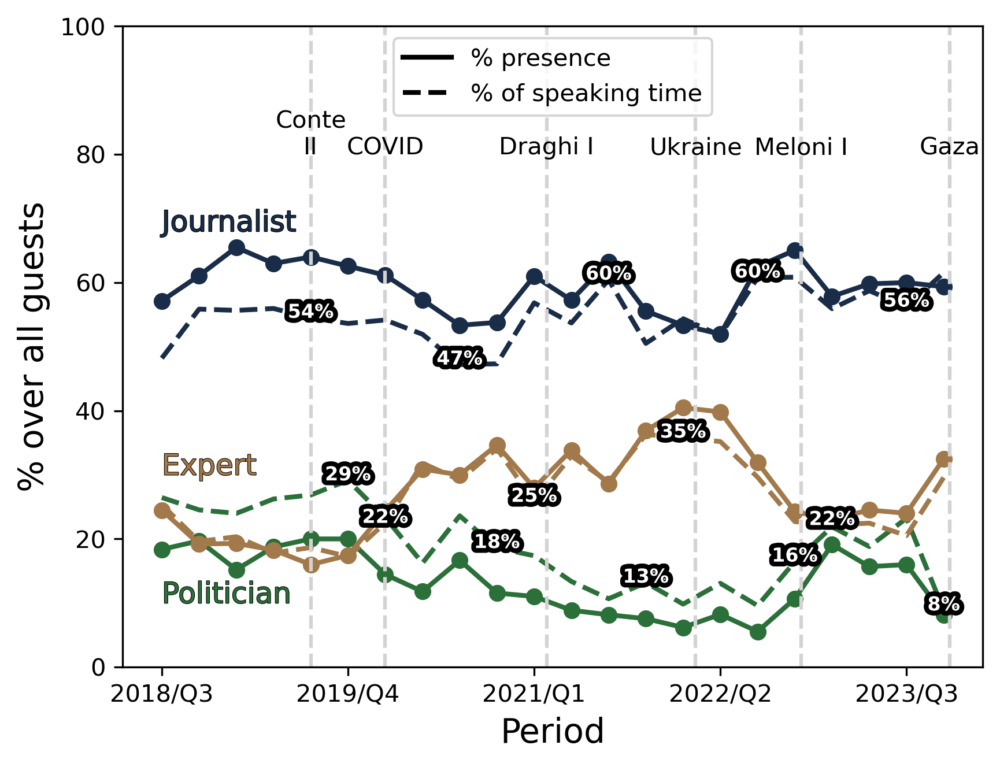 100
80
60
40
20
0
% over all guests
% presence
% of speaking time
Conte
II
COVID
Draghi I
Ukraine
Meloni I
Gaza
Journalist
60%
60%
54%
56%
47%
35%
Expert
29%
25%
22%
22%
18%
16%
13%
Politician
8%
2018/Q3
2019/Q4
2021/Q1
2022/Q2
2023/Q3
Period